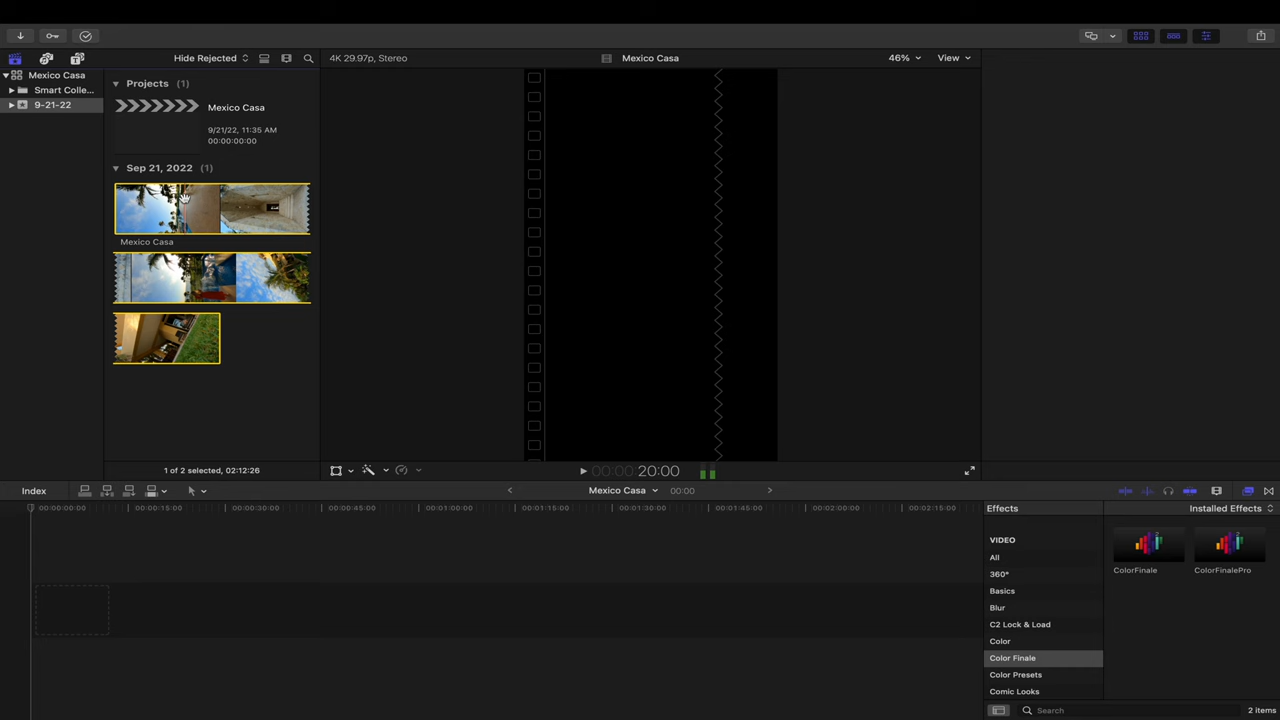 Hide Rejected
4K 29.97p, Stereo
Mexico Casa
46%
View
Mexico Casa
Smart Colle...
9-21-22
Projects (1)
Mexico Casa
9/21/22, 11:35 AM
00:00:00:00
Sep 21, 2022 (1)
Mexico Casa
1 of 2 selected, 02:12:26
00:00:20:00
Index
Mexico Casa
00:00
00:00:00:00
00:00:15:00
00:00:30:00
00:00:45:00
00:01:00:00
00:01:15:00
00:01:30:00
00:01:45:00
00:02:00:00
00:02:15:00
Effects
Installed Effects
VIDEO
All
360°
Basics
Blur
C2 Lock & Load
Color
Color Finale
Color Presets
Comic Looks
ColorFinale
ColorFinalePro
Search
2 items